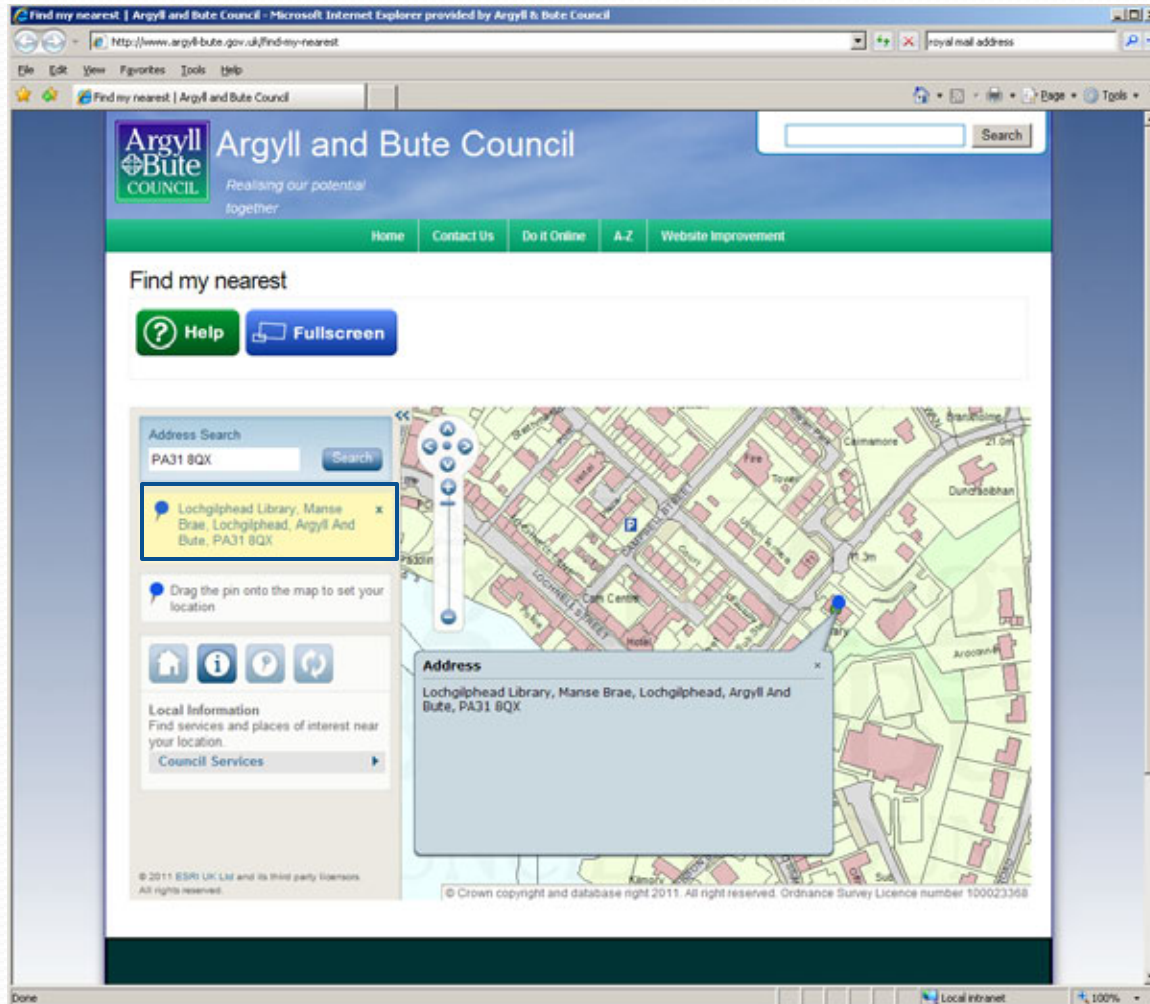 Find my nearest | Argyll and Bute Council - Microsoft Internet Explorer provided by Argyll & Bute Council
http://www.argyll-bute.gov.uk/find-my-nearest
royal mail address
File Edit View Favorites Tools Help
Find my nearest | Argyll and Bute Council
Page Tools
Argyll
&Bute
COUNCIL
Argyll and Bute Council
Realising our potential
together
Search
Home Contact Us Do it Online A-Z Website Improvement
Find my nearest
? Help
Fullscreen
Address Search
PA31 8QX
Search
Lochgilphead Library, Manse x
Brae, Lochgilphead, Argyll And
Bute, PA31 8QX
Drag the pin onto the map to set your
location
Local Information
Find services and places of interest near
your location.
Council Services
© 2011 ESRI UK Ltd and its third party licensors.
All rights reserved.
Cairnamore
21.0m
Fire
Tower
Hotel
P
CAMPBELL STREET
Court
11.3m
LOCHNELL STREET
Centre
Hotel
Address x
Lochgilphead Library, Manse Brae, Lochgilphead, Argyll And
Bute, PA31 8QX
© Crown copyright and database right 2011. All right reserved. Ordnance Survey Licence number 100023368
Done
Local intranet
100%